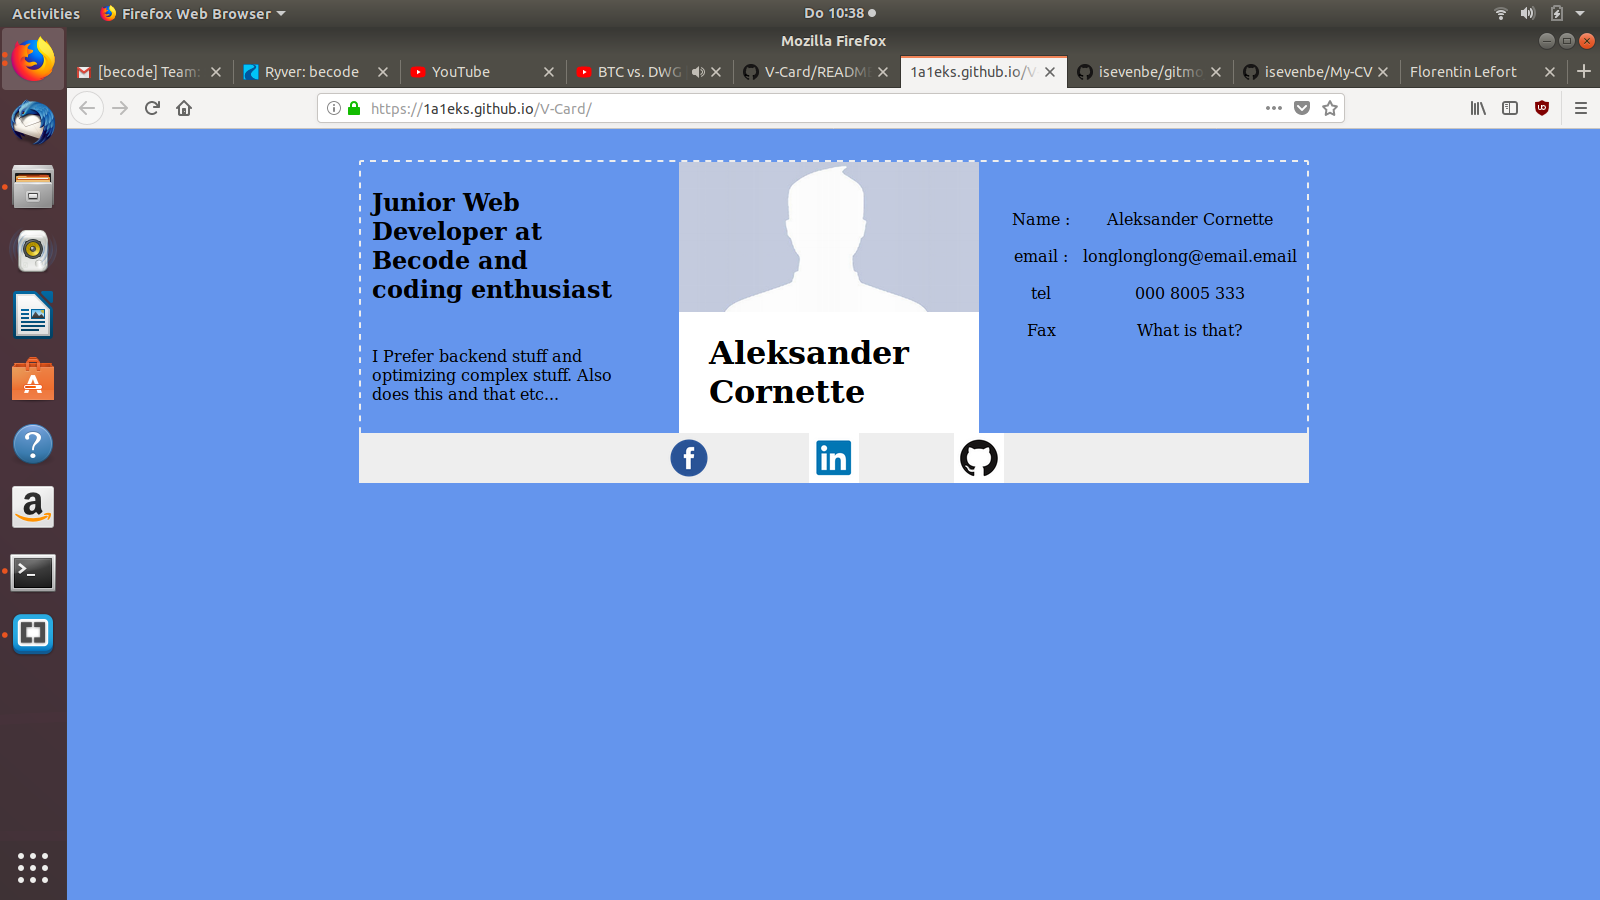 Activities
Firefox Web Browser
Do 10:38
Mozilla Firefox
[becode] Team:
Ryver: becode
YouTube
BTC vs. DWG
V-Card/READM
1a1eks.github.io/V
isevenbe/gitmo
isevenbe/My-CV
Florentin Lefort
https://1a1eks.github.io/V-Card/
Junior Web
Developer at
Becode and
coding enthusiast
I Prefer backend stuff and
optimizing complex stuff. Also
does this and that etc...
Aleksander
Cornette
Name : Aleksander Cornette
email : longlonglong@email.email
tel 000 8005 333
Fax What is that?
f
in